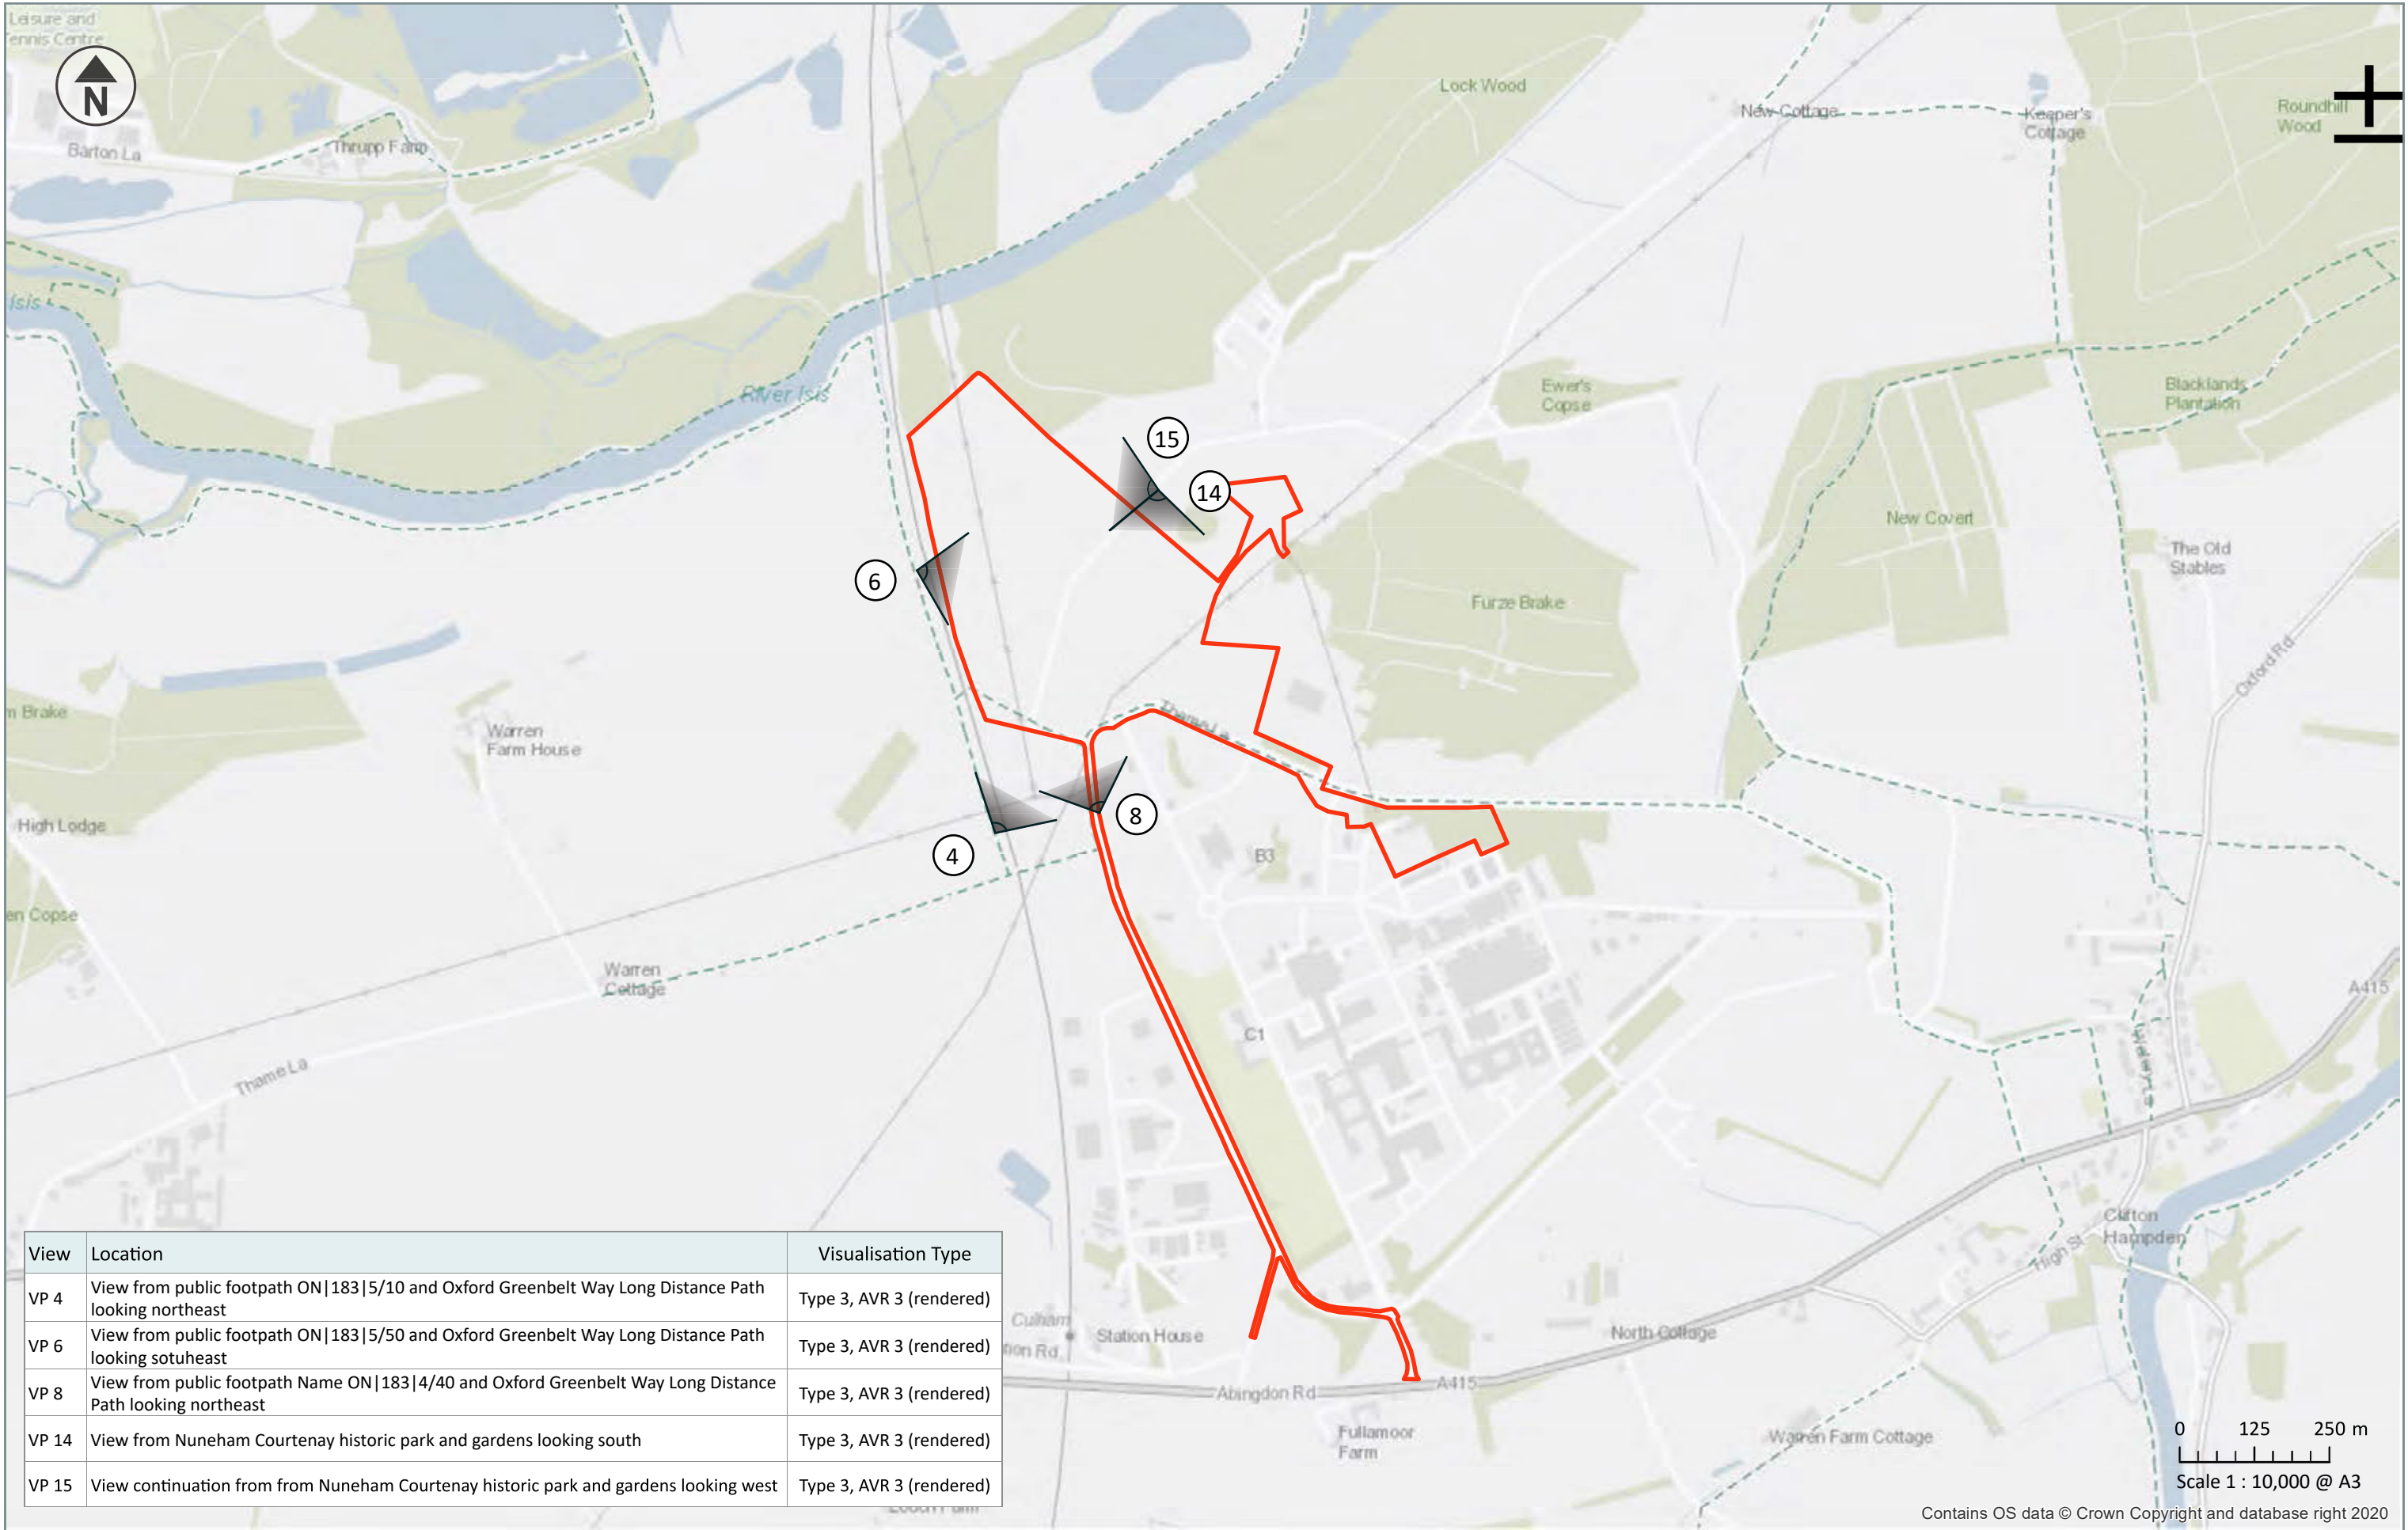 Leisure and
Tennis Centre
N
Barton La
Thrupp Farm
Lock Wood
New Cottage
Keeper's
Cottage
Roundhill
Wood
Isis
River Isis
Ewer's
Copse
Blacklands
Plantation
15
14
New Covert
The Old
Stables
6
Furze Brake
Oxford Rd
m Brake
Warren
Farm House
Thame La
High Lodge
8
4
B3
en Copse
Warren
Cottage
A415
C1
Thame La
Clifton
Hampden
High St
Culham
Station House
North Cottage
tion Rd
Abingdon Rd
A415
Fullamoor
Farm
Warren Farm Cottage
View Location Visualisation Type
VP 4 View from public footpath ON|183|5/10 and Oxford Greenbelt Way Long Distance Path
looking northeast Type 3, AVR 3 (rendered)
VP 6 View from public footpath ON|183|5/50 and Oxford Greenbelt Way Long Distance Path
looking sotuheast Type 3, AVR 3 (rendered)
VP 8 View from public footpath Name ON|183|4/40 and Oxford Greenbelt Way Long Distance
Path looking northeast Type 3, AVR 3 (rendered)
VP 14 View from Nuneham Courtenay historic park and gardens looking south Type 3, AVR 3 (rendered)
VP 15 View continuation from from Nuneham Courtenay historic park and gardens looking west Type 3, AVR 3 (rendered)
0 125 250 m
Scale 1 : 10,000 @ A3
Contains OS data © Crown Copyright and database right 2020